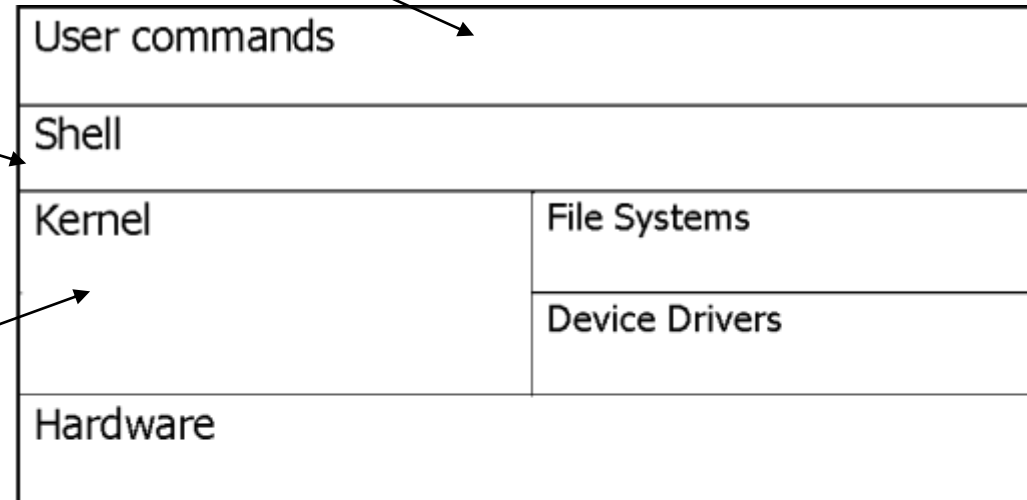 User commands
Shell
Kernel
File Systems
Device Drivers
Hardware